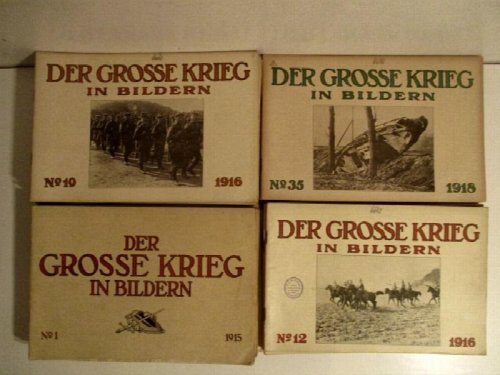 DER GROSSE KRIEG
IN BILDERN
Nº 10
1916
DER GROSSE KRIEG
IN BILDERN
Nº 35
1918
DER
GROSSE KRIEG
IN BILDERN
Nº 1
1915
DER GROSSE KRIEG
IN BILDERN
Nº 12
1916